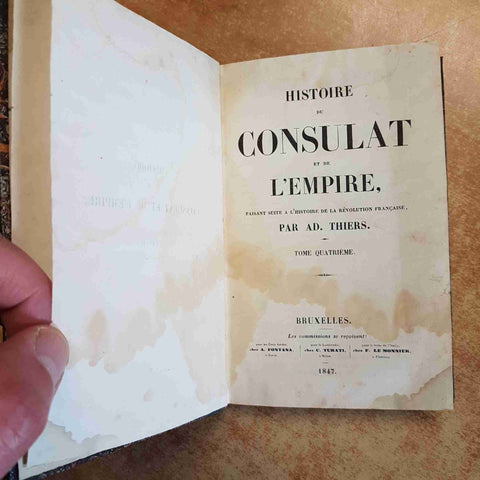 HISTOIRE
DU
CONSULAT
ET DE
L'EMPIRE,
FAISANT SUITE A L'HISTOIRE DE LA RÉVOLUTION FRANÇAISE,
PAR AD. THIERS.
TOME QUATRIÈME.
BRUXELLES.
Les commissions se reçoivent:
chez A. FONTANA, chez C. TURATI, chez F. LE MONNIER,
1847.